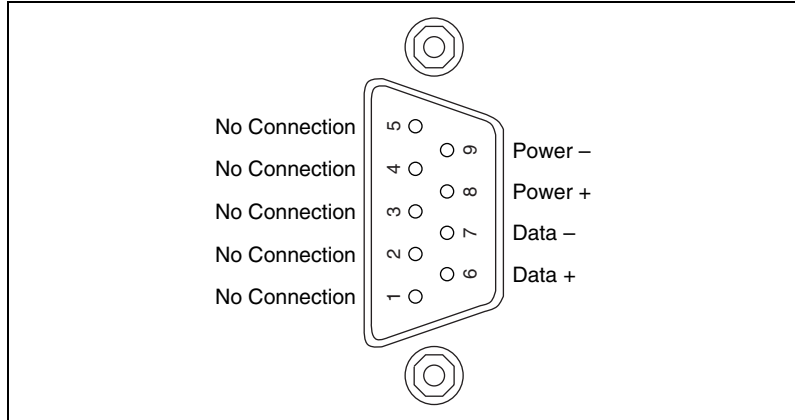 No Connection
No Connection
No Connection
No Connection
No Connection
5
4
3
2
1
9
8
7
6
Power –
Power +
Data –
Data +